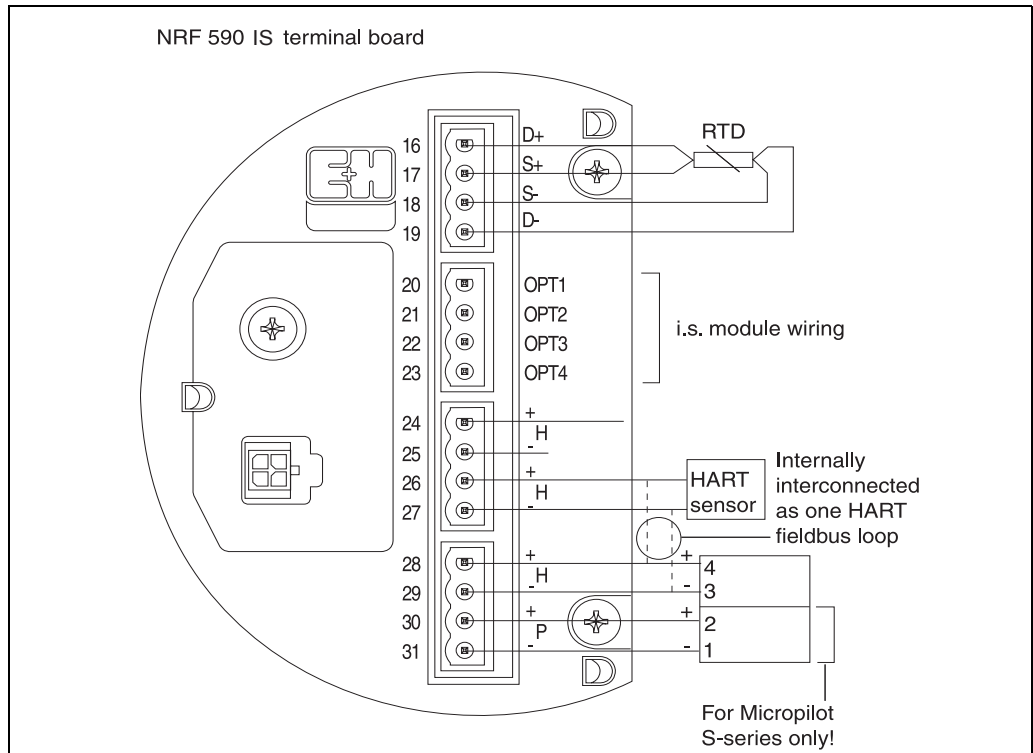 NRF 590 IS terminal board
16 D+
17 S+
18 S-
19 D-
RTD
20 OPT1
21 OPT2
22 OPT3
23 OPT4
i.s. module wiring
24 +
H
25 -
26 +
H
27 -
HART
sensor
Internally
interconnected
as one HART
fieldbus loop
28 + + 4
H
29 - - 3
30 + + 2
P
31 - - 1
For Micropilot
S-series only!
E+H